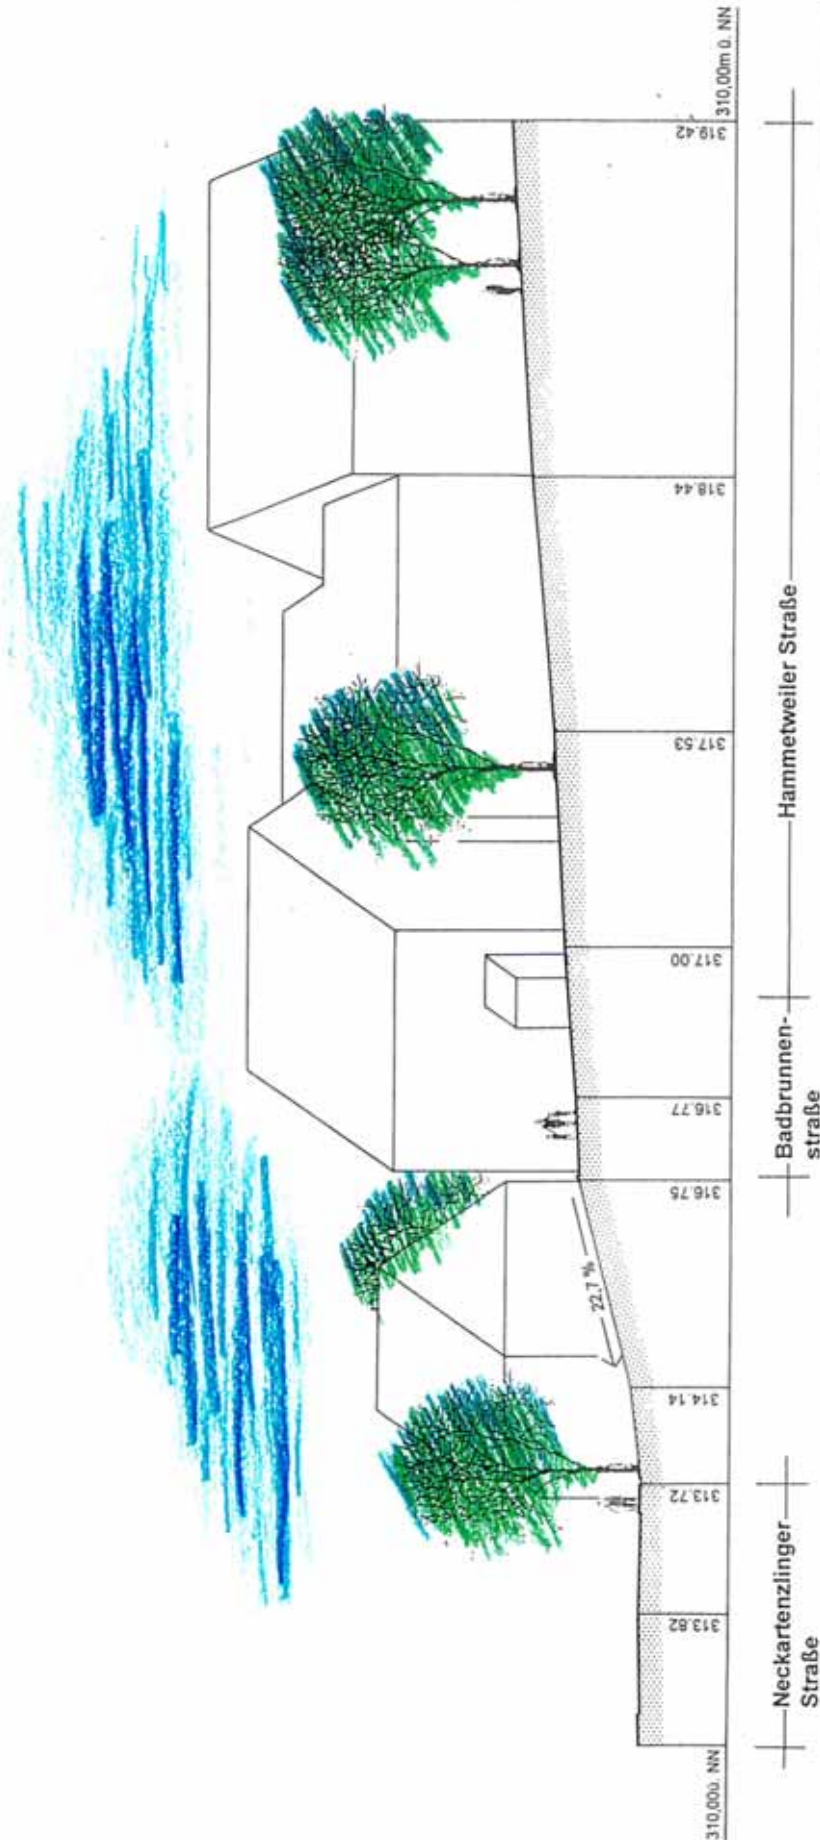 310,00ü. NN
313.82
313.72
314.14
22.7 %
316.75
316.77
317.00
317.53
318.44
319.42
310,00m ü. NN
Neckartenzlinger
Straße
Badbrunnen-
straße
Hammetweiler Straße